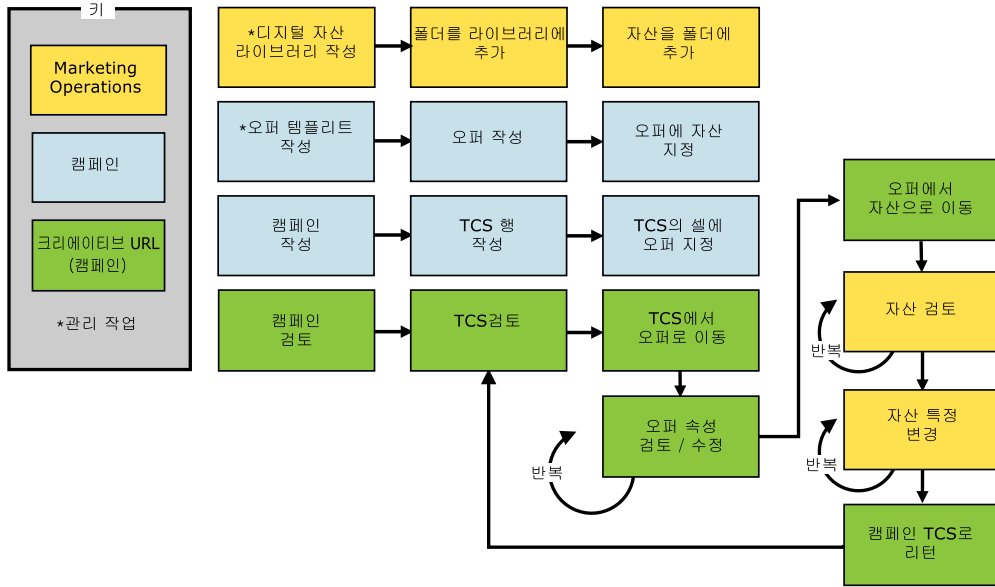 키
Marketing
Operations
캠페인
크리에이티브 URL
(캠페인)
*관리 작업
*디지털 자산
라이브러리 작성
폴더를 라이브러리에
추가
자산을 폴더에
추가
*오퍼 템플리트
작성
오퍼 작성
오퍼에 자산
지정
캠페인
작성
TCS 행
작성
TCS의 셀에
오퍼 지정
캠페인
검토
TCS검토
TCS에서
오퍼로 이동
오퍼 속성
검토 / 수정
반복
오퍼에서
자산으로 이동
자산 검토
반복
자산 특정
변경
반복
캠페인 TCS로
리턴